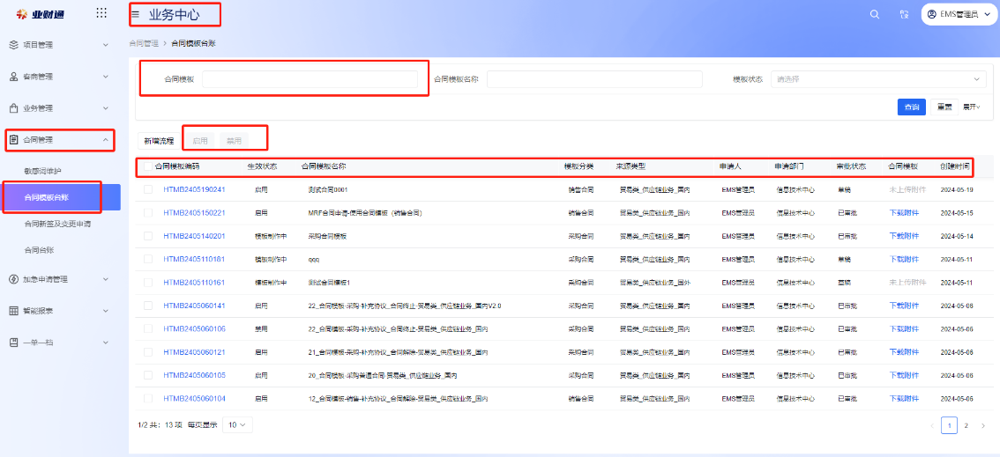 业财通
业务中心
EMS管理员
项目管理
客商管理
业务管理
合同管理
敏感词维护
合同模板台账
合同新签及变更申请
合同台账
加急申请管理
智能报表
一单一档
合同管理 > 合同模板台账
合同模板 合同模板名称 模板状态 请选择
查询 重置 展开
新增流程 启用 禁用
合同模板编码 生效状态 合同模板名称 模板分类 来源类型 申请人 申请部门 审批状态 合同模板 创建时间
HTMB2405190241 启用 测试合同0001 销售合同 贸易类_供应链业务_国内 EMS管理员 信息技术中心 草稿 未上传附件 2024-05-19
HTMB2405150221 启用 MRF合同申请-使用合同模板（销售合同） 销售合同 贸易类_供应链业务_国内 EMS管理员 信息技术中心 已审批 下载附件 2024-05-15
HTMB2405140201 模板制作中 采购合同模板 采购合同 贸易类_供应链业务_国内 EMS管理员 信息技术中心 已审批 下载附件 2024-05-14
HTMB2405110181 模板制作中 qqq 采购合同 贸易类_供应链业务_国内 EMS管理员 信息技术中心 草稿 下载附件 2024-05-11
HTMB2405110161 模板制作中 测试合同模板1 采购合同 贸易类_供应链业务_国外 EMS管理员 信息技术中心 草稿 未上传附件 2024-05-11
HTMB2405060141 启用 22_合同模板-采购-补充协议_合同终止-贸易类_供应链业务_国内V2.0 采购合同 贸易类_供应链业务_国内 EMS管理员 信息技术中心 已审批 下载附件 2024-05-06
HTMB2405060106 禁用 22_合同模板-采购-补充协议_合同终止-贸易类_供应链业务_国内 采购合同 贸易类_供应链业务_国内 EMS管理员 信息技术中心 已审批 下载附件 2024-05-06
HTMB2405060121 启用 21_合同模板-采购-补充协议_合同解除-贸易类_供应链业务_国内 采购合同 贸易类_供应链业务_国内 EMS管理员 信息技术中心 已审批 下载附件 2024-05-06
HTMB2405060105 启用 20_合同模板-采购普通合同-贸易类_供应链业务_国内 采购合同 贸易类_供应链业务_国内 EMS管理员 信息技术中心 已审批 下载附件 2024-05-06
HTMB2405060104 启用 12_合同模板-销售-补充协议_合同解除-贸易类_供应链业务_国内 销售合同 贸易类_供应链业务_国内 EMS管理员 信息技术中心 已审批 下载附件 2024-05-06
1/2 共：13 项 每页显示 10 1 2